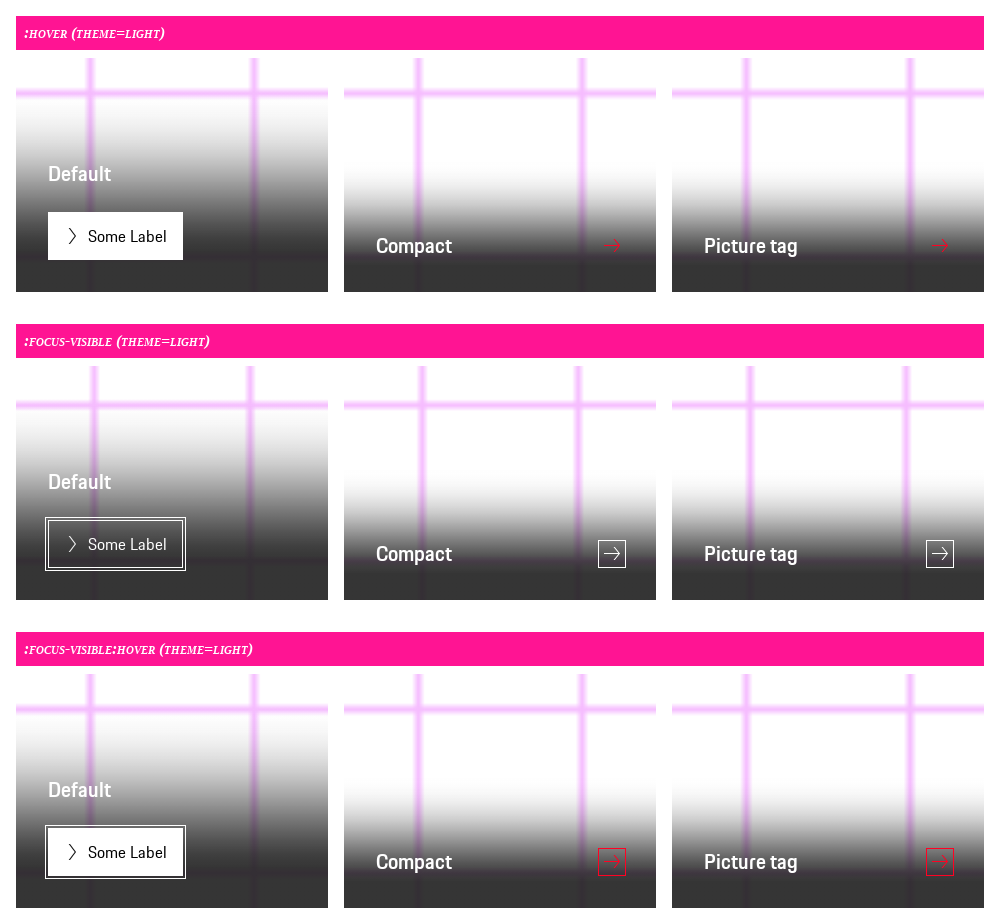 :hover (theme=light)
Default
Some Label
Compact
Picture tag
:focus-visible (theme=light)
Default
Some Label
Compact
Picture tag
:focus-visible:hover (theme=light)
Default
Some Label
Compact
Picture tag